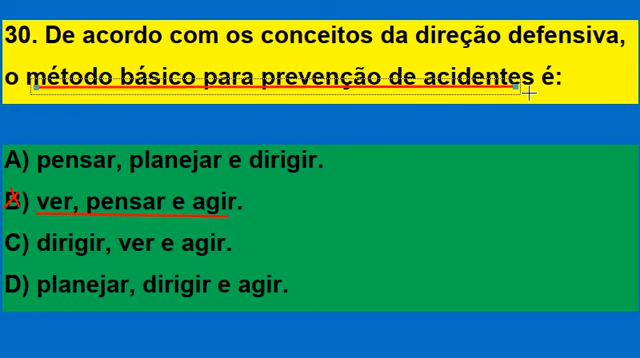 30. De acordo com os conceitos da direção defensiva,
o método básico para prevenção de acidentes é:
A) pensar, planejar e dirigir.
B) ver, pensar e agir.
C) dirigir, ver e agir.
D) planejar, dirigir e agir.